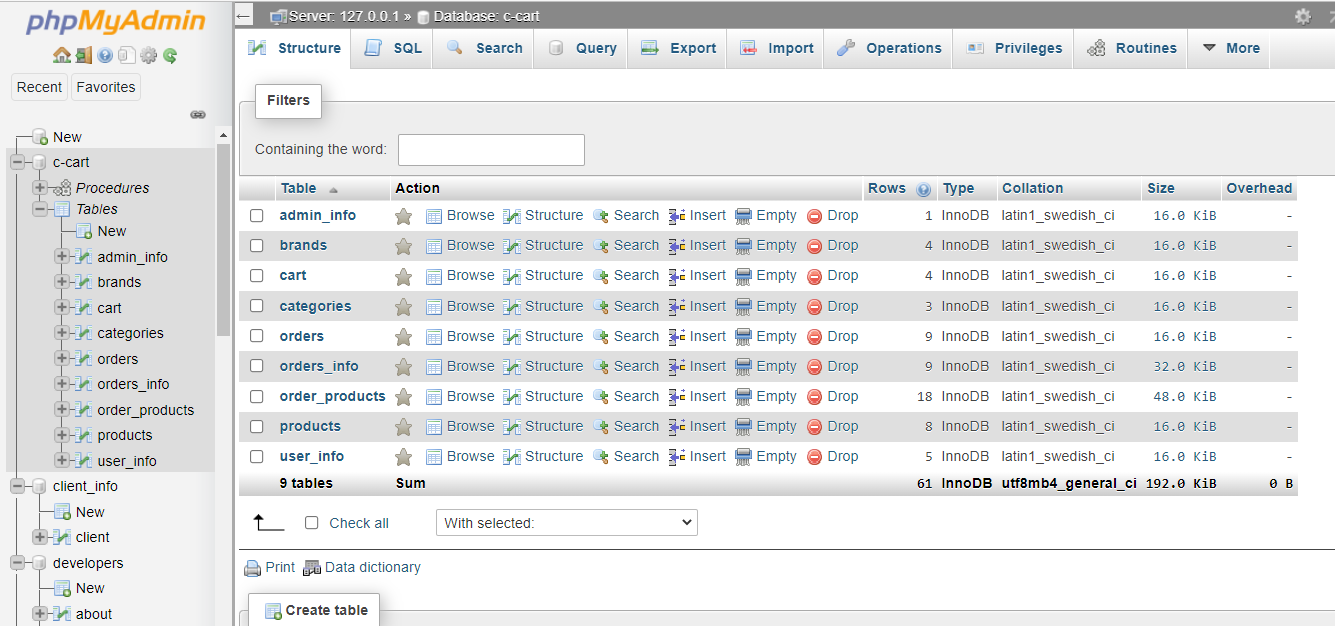 phpMyAdmin
Recent Favorites
New
c-cart
Procedures
Tables
New
admin_info
brands
cart
categories
orders
orders_info
order_products
products
user_info
client_info
New
client
developers
New
about
Server: 127.0.0.1 » Database: c-cart
Structure SQL Search Query Export Import Operations Privileges Routines More
Filters
Containing the word:
Table Action Rows Type Collation Size Overhead
admin_info Browse Structure Search Insert Empty Drop 1 InnoDB latin1_swedish_ci 16.0 KiB -
brands Browse Structure Search Insert Empty Drop 4 InnoDB latin1_swedish_ci 16.0 KiB -
cart Browse Structure Search Insert Empty Drop 4 InnoDB latin1_swedish_ci 16.0 KiB -
categories Browse Structure Search Insert Empty Drop 3 InnoDB latin1_swedish_ci 16.0 KiB -
orders Browse Structure Search Insert Empty Drop 9 InnoDB latin1_swedish_ci 16.0 KiB -
orders_info Browse Structure Search Insert Empty Drop 9 InnoDB latin1_swedish_ci 32.0 KiB -
order_products Browse Structure Search Insert Empty Drop 18 InnoDB latin1_swedish_ci 48.0 KiB -
products Browse Structure Search Insert Empty Drop 8 InnoDB latin1_swedish_ci 16.0 KiB -
user_info Browse Structure Search Insert Empty Drop 5 InnoDB latin1_swedish_ci 16.0 KiB -
9 tables Sum 61 InnoDB utf8mb4_general_ci 192.0 KiB 0 B
Check all With selected:
Print Data dictionary
Create table